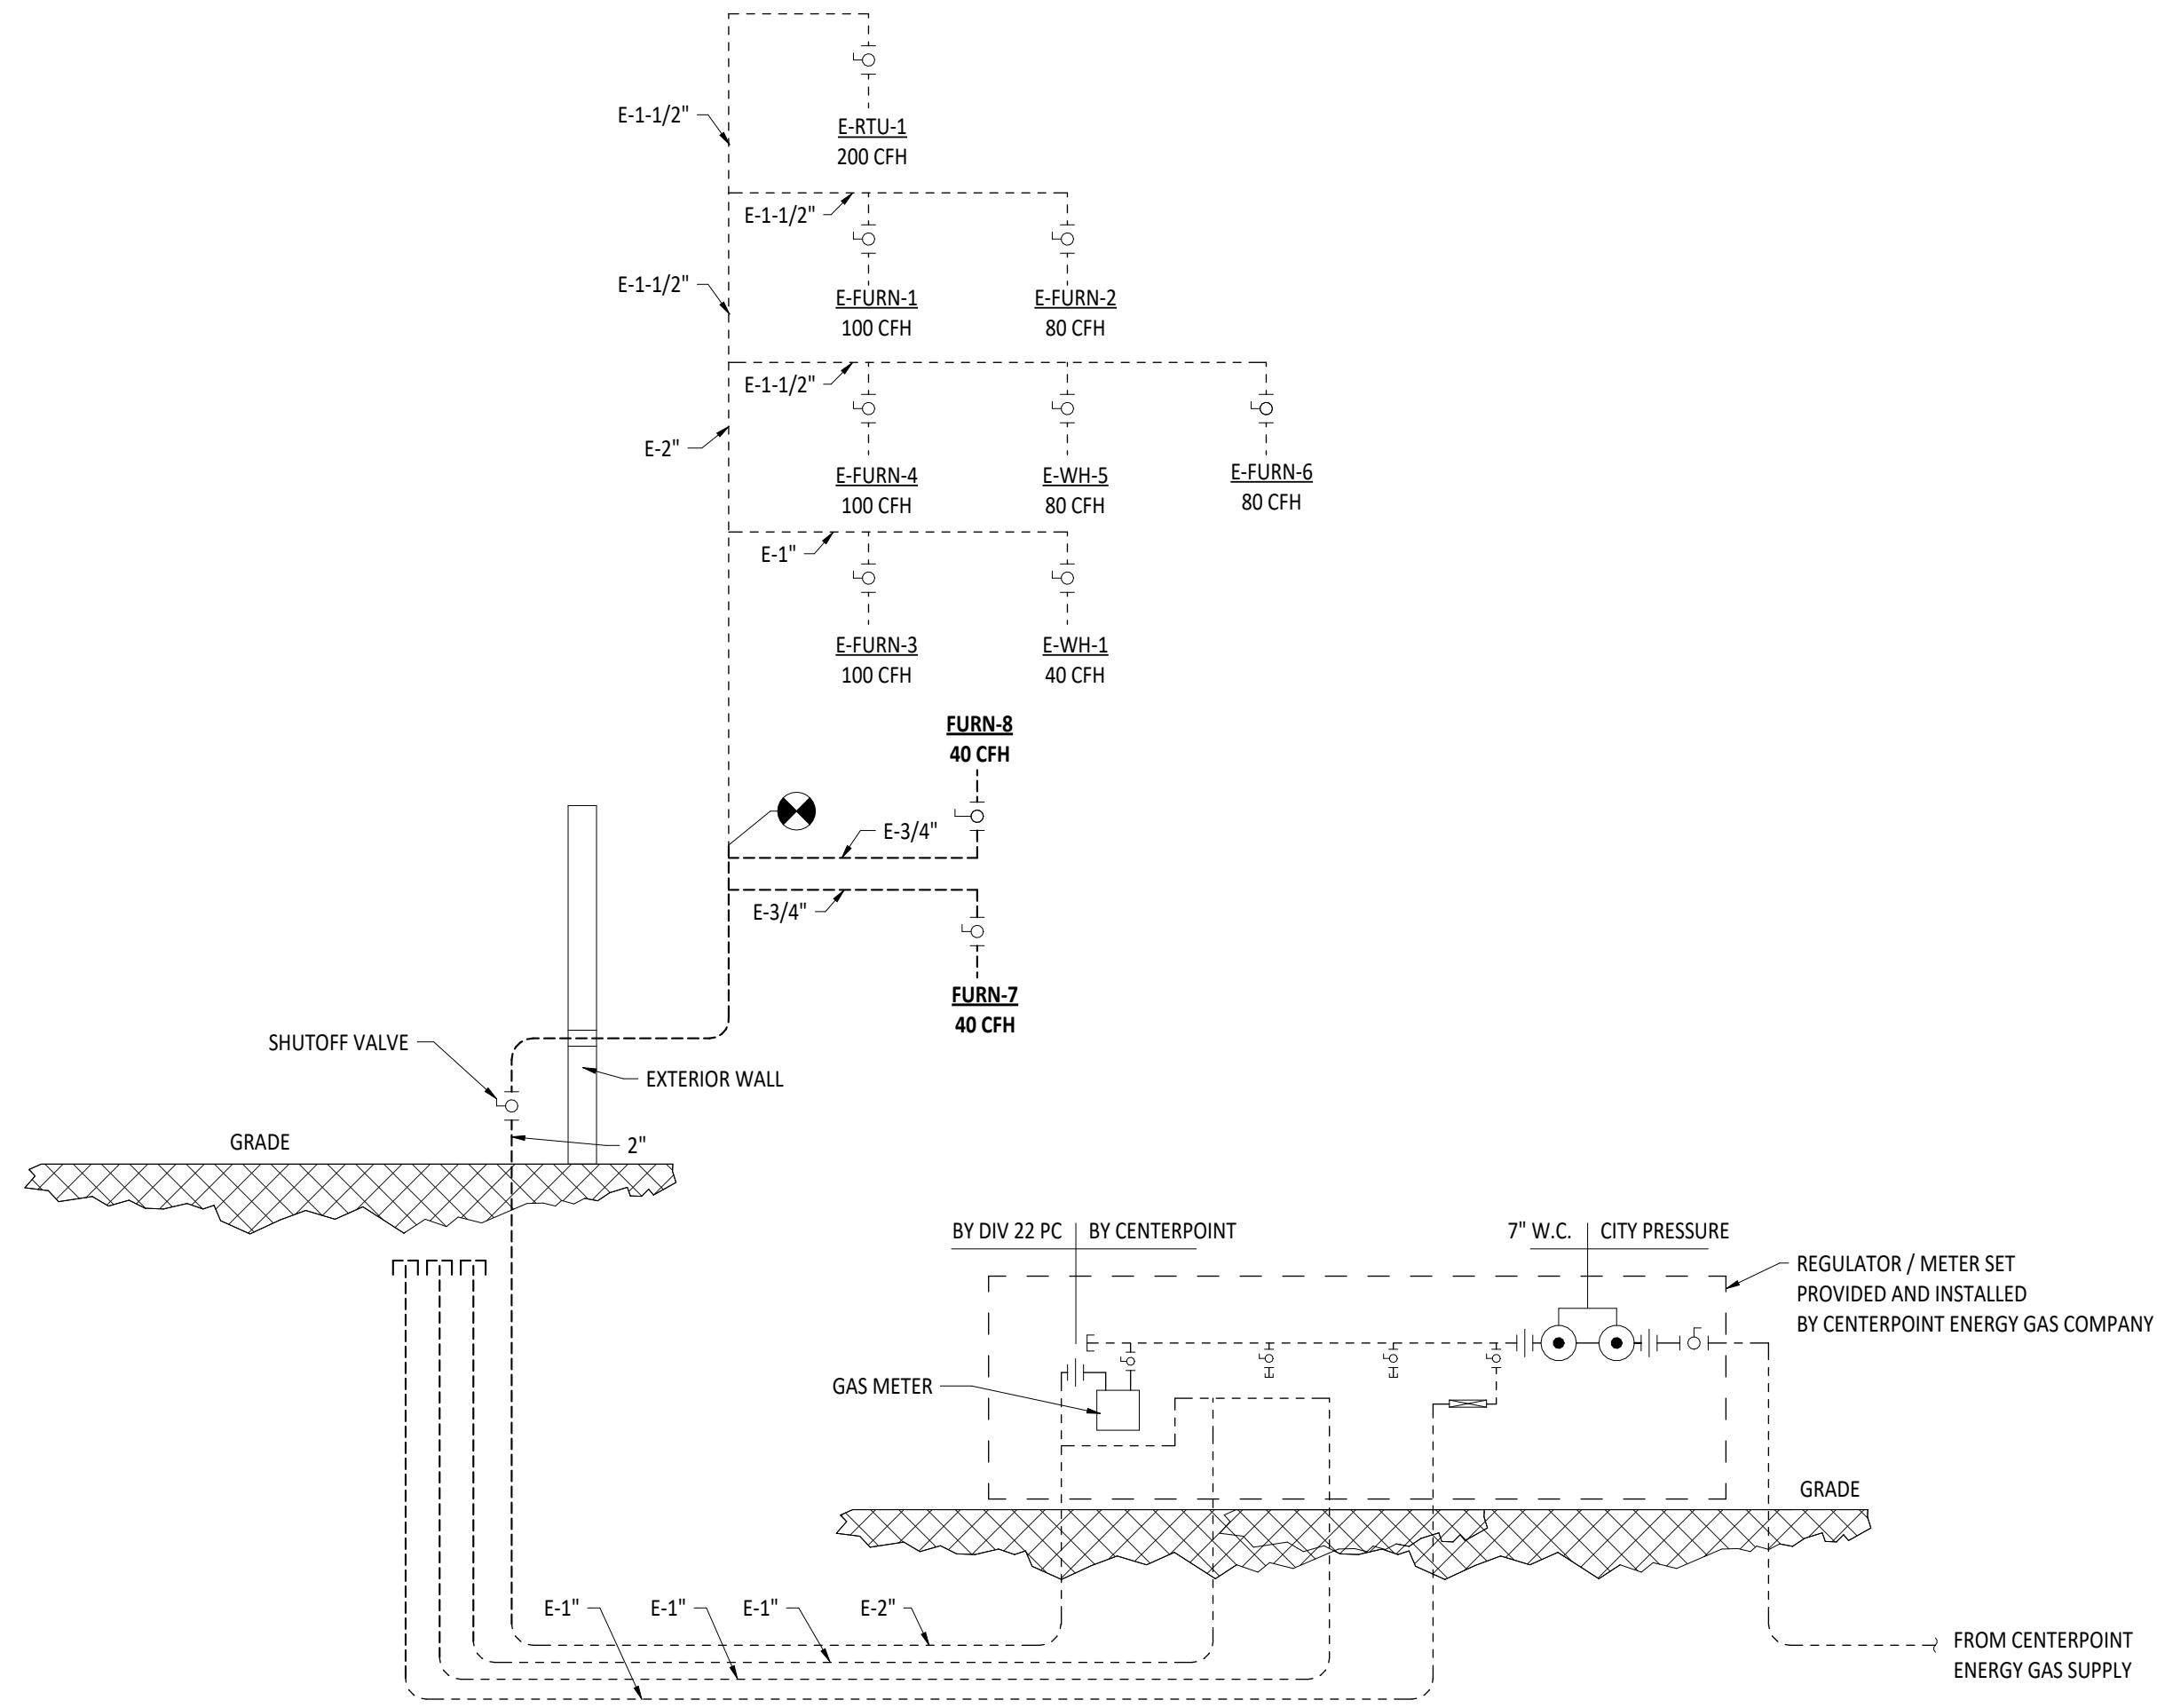 E-1-1/2"
E-RTU-1
200 CFH
E-1-1/2"
E-1-1/2"
E-FURN-1
100 CFH
E-FURN-2
80 CFH
E-1-1/2"
E-2"
E-FURN-4
100 CFH
E-WH-5
80 CFH
E-FURN-6
80 CFH
E-1"
E-FURN-3
100 CFH
E-WH-1
40 CFH
FURN-8
40 CFH
E-3/4"
E-3/4"
FURN-7
40 CFH
SHUTOFF VALVE
EXTERIOR WALL
GRADE
2"
BY DIV 22 PC
BY CENTERPOINT
7" W.C.
CITY PRESSURE
REGULATOR / METER SET
PROVIDED AND INSTALLED
BY CENTERPOINT ENERGY GAS COMPANY
GAS METER
GRADE
E-1"
E-1"
E-1"
E-2"
FROM CENTERPOINT
ENERGY GAS SUPPLY